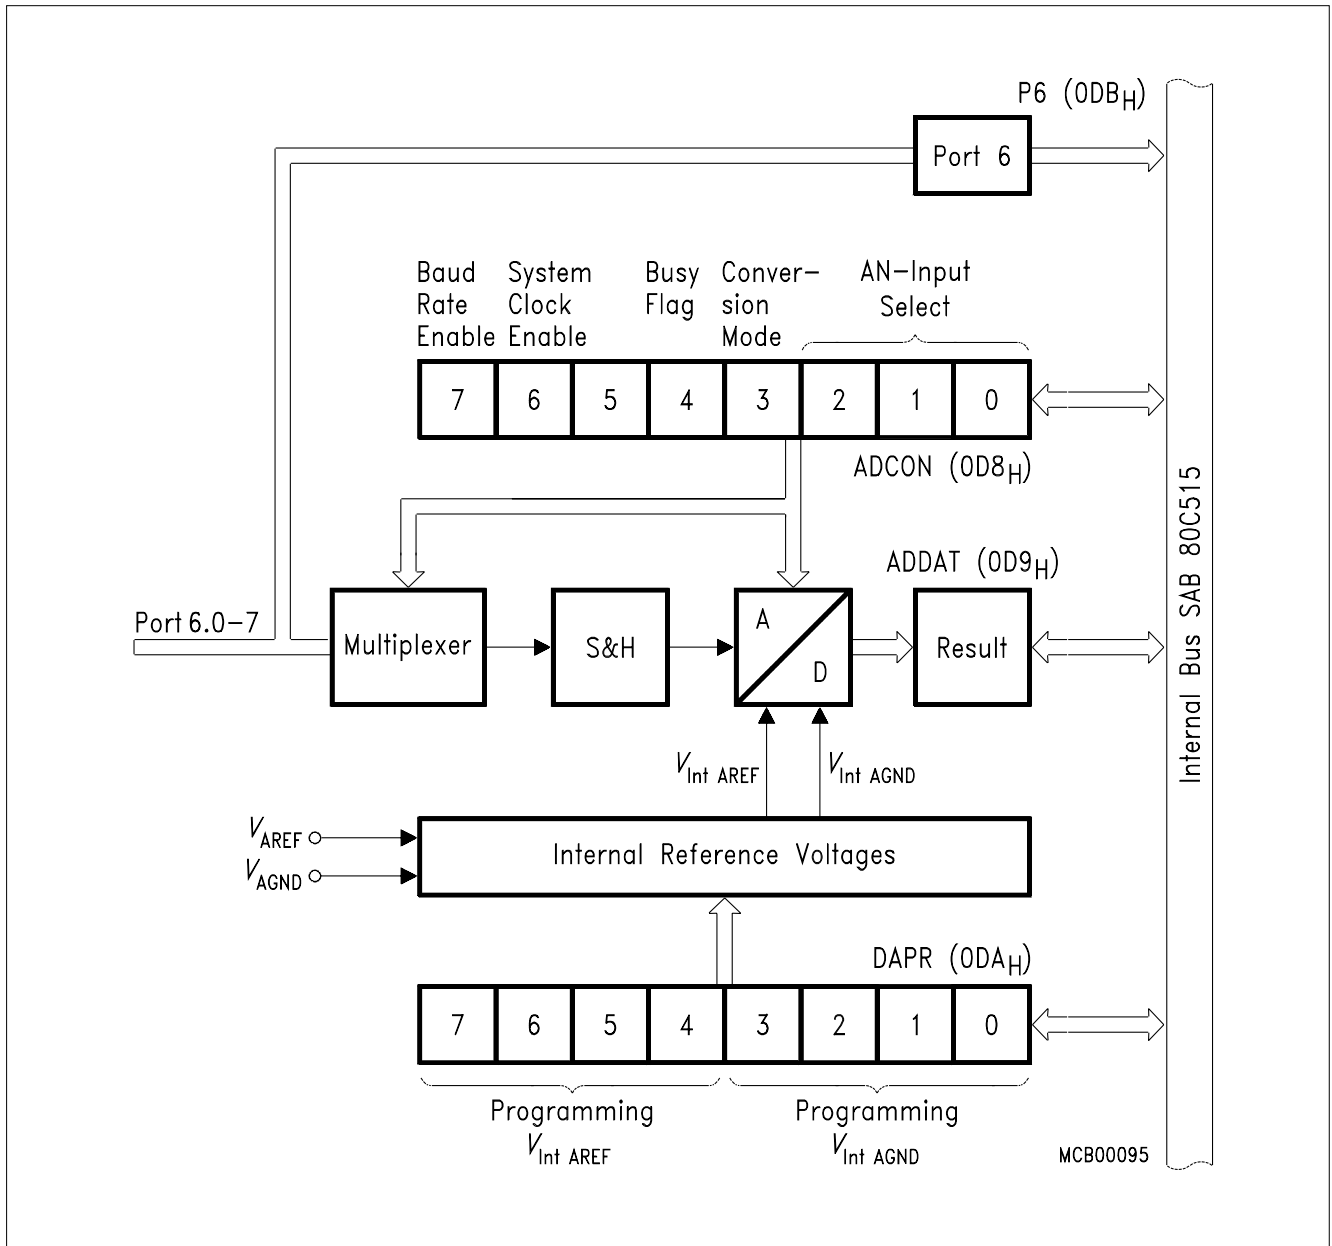 P6 (0DBH)
Port 6
Baud
Rate
Enable
System
Clock
Enable
Busy
Flag
Conver-
sion
Mode
AN-Input
Select
7 6 5 4 3 2 1 0
ADCON (0D8H)
ADDAT (0D9H)
Port 6.0-7
Multiplexer
S&H
A
D
Result
Internal Bus SAB 80C515
VInt AREF
VInt AGND
VAREF
VAGND
Internal Reference Voltages
DAPR (0DAH)
7 6 5 4 3 2 1 0
Programming
VInt AREF
Programming
VInt AGND
MCB00095